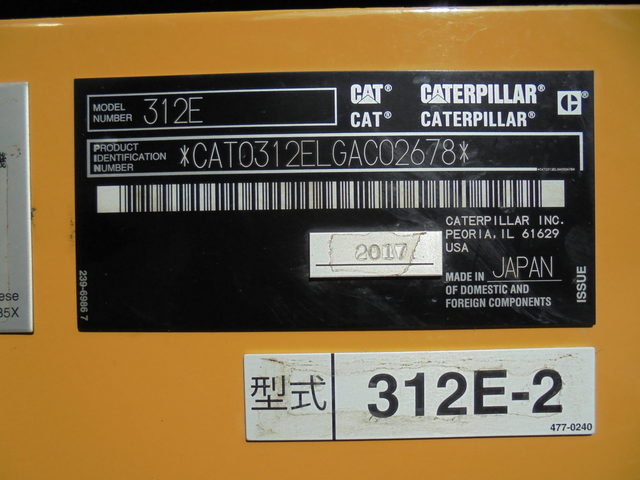 MODEL NUMBER 312E
CAT® CATERPILLAR®
CAT® CATERPILLAR®
C
PRODUCT IDENTIFICATION NUMBER *CAT0312ELGAC02678*
*CAT0312ELGAC02678*
CATERPILLAR INC.
PEORIA, IL 61629
USA
2017
MADE IN JAPAN
OF DOMESTIC AND
FOREIGN COMPONENTS
ISSUE
239-6986 7
型式 312E-2
477-0240
ese
35X